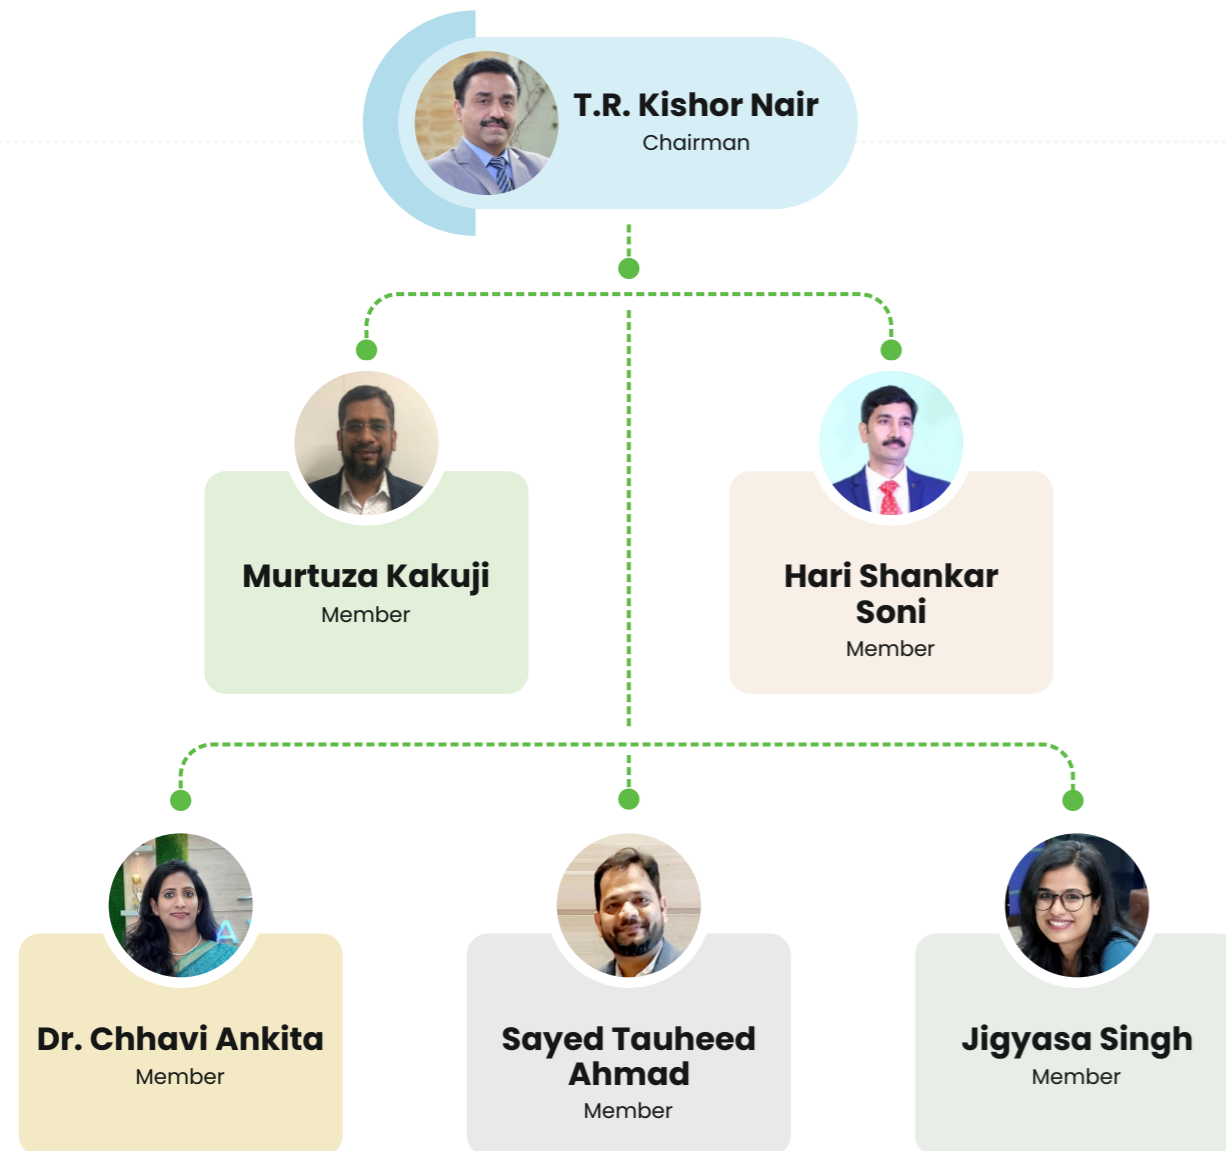 T.R. Kishor Nair
Chairman
Murtuza Kakuji
Member
Hari Shankar
Soni
Member
Dr. Chhavi Ankita
Member
Sayed Tauheed
Ahmad
Member
Jigyasa Singh
Member